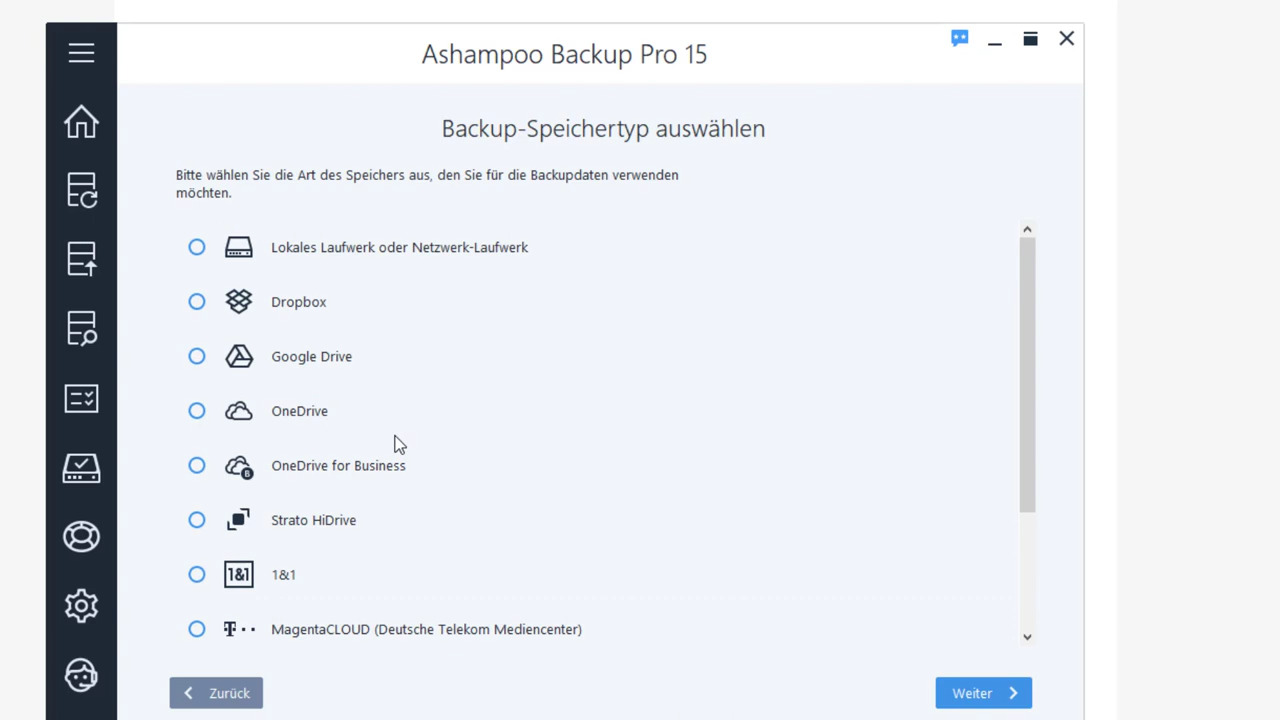 Ashampoo Backup Pro 15
Backup-Speichertyp auswählen
Bitte wählen Sie die Art des Speichers aus, den Sie für die Backupdaten verwenden
möchten.
Lokales Laufwerk oder Netzwerk-Laufwerk
Dropbox
Google Drive
OneDrive
B OneDrive for Business
Strato HiDrive
1&1 1&1
T·· MagentaCLOUD (Deutsche Telekom Mediencenter)
Zurück
Weiter